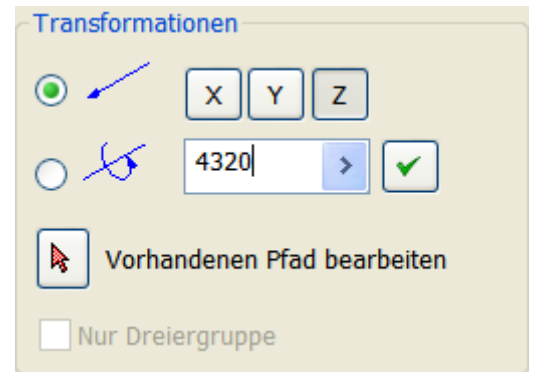 Transformationen
X Y Z
4320
Vorhandenen Pfad bearbeiten
Nur Dreiergruppe